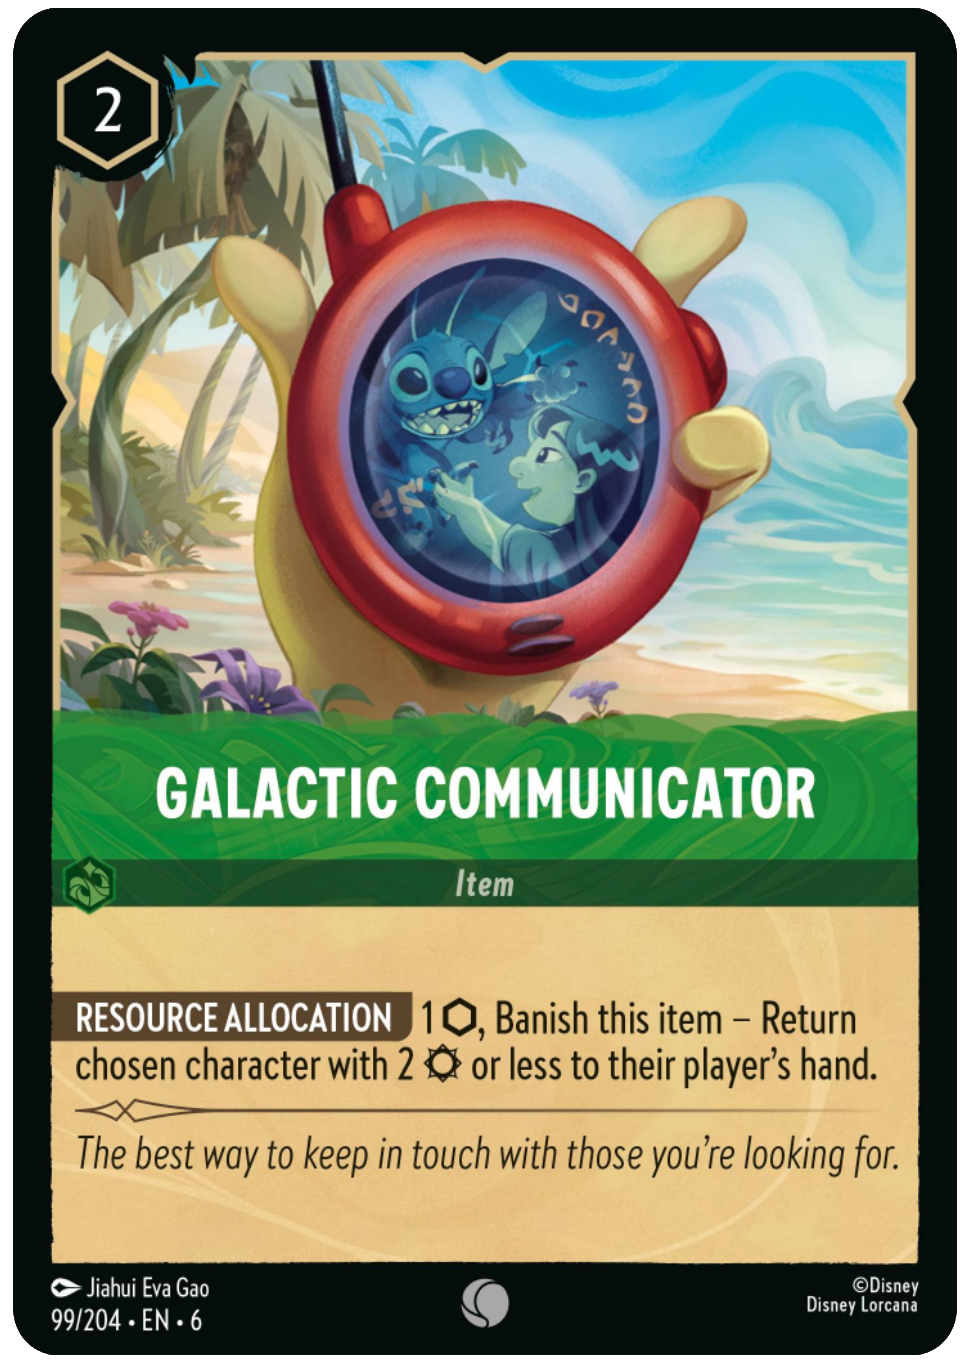 2
GALACTIC COMMUNICATOR
Item
RESOURCE ALLOCATION 1 ⬡, Banish this item – Return
chosen character with 2 or less to their player's hand.
The best way to keep in touch with those you're looking for.
Jiahui Eva Gao
99/204 • EN • 6
©Disney
Disney Lorcana